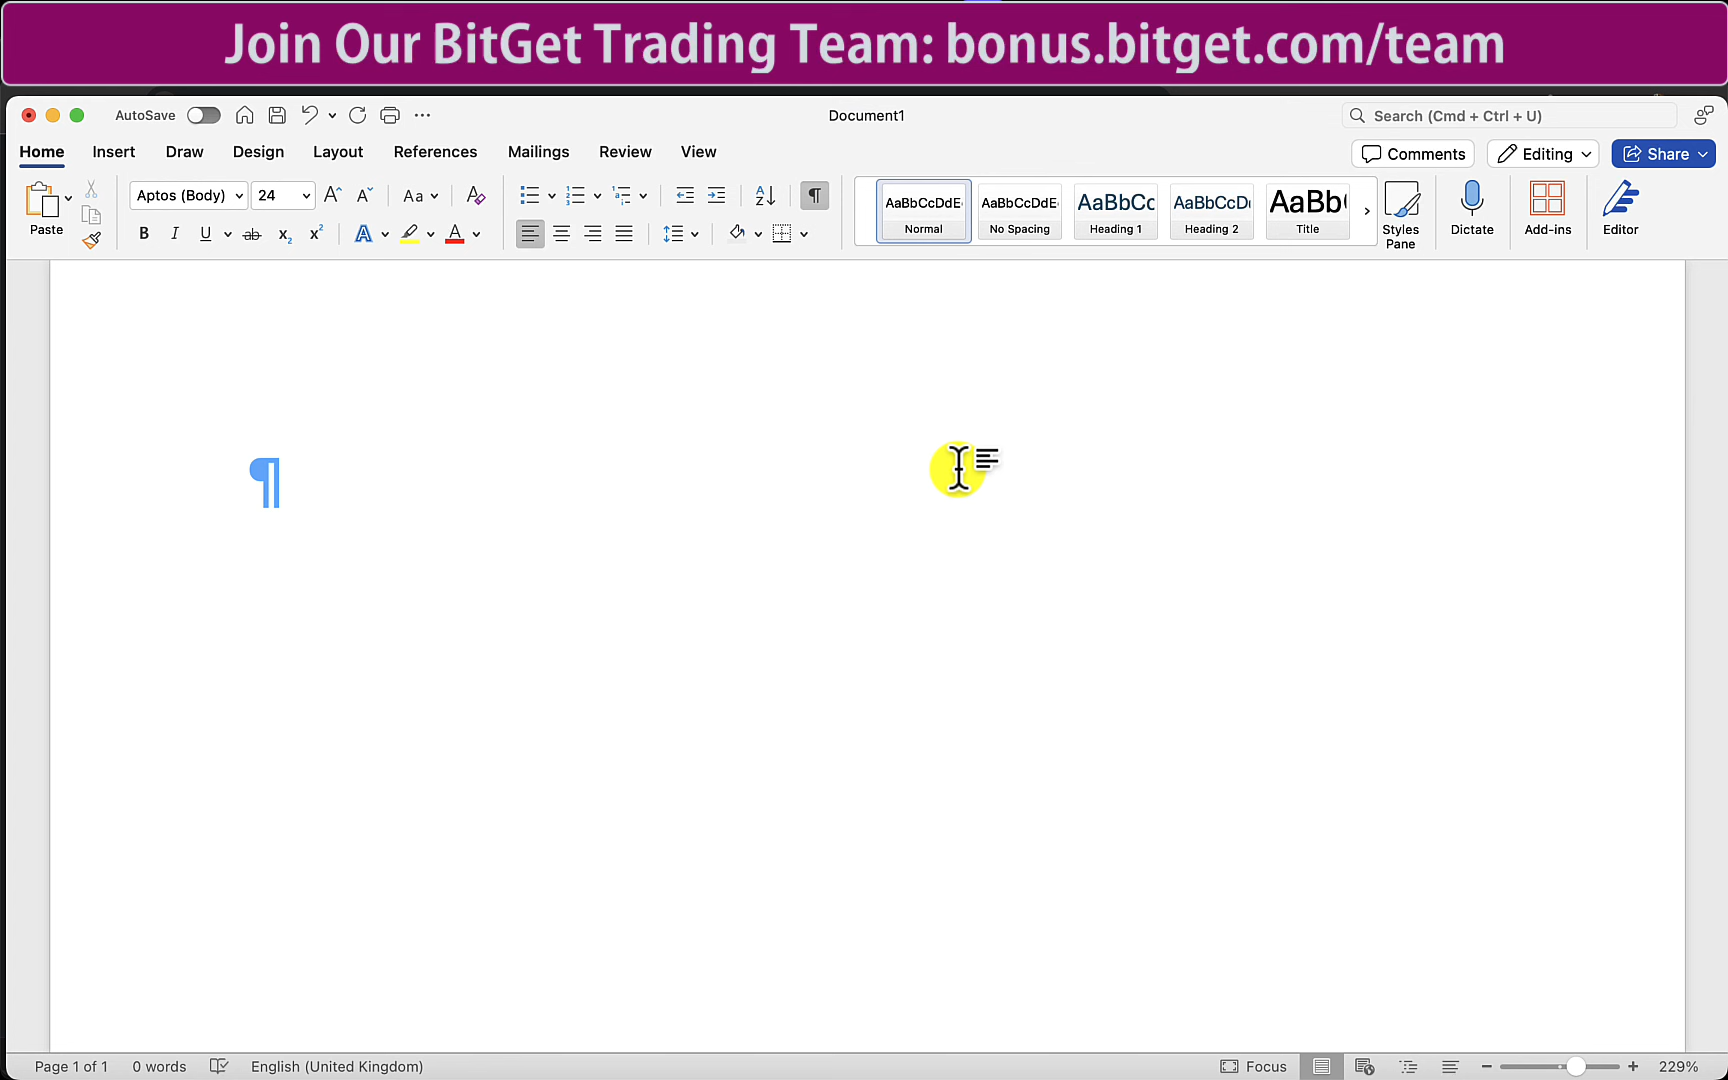 Join Our BitGet Trading Team: bonus.bitget.com/team
AutoSave
Document1
Search (Cmd + Ctrl + U)
Home Insert Draw Design Layout References Mailings Review View
Comments Editing Share
Paste
Aptos (Body) 24
Aa
AaBbCcDdEe Normal
AaBbCcDdEe No Spacing
AaBbCc Heading 1
AaBbCcDd Heading 2
AaBb Title
Styles Pane
Dictate
Add-ins
Editor
¶
Page 1 of 1 0 words English (United Kingdom) Focus 229%